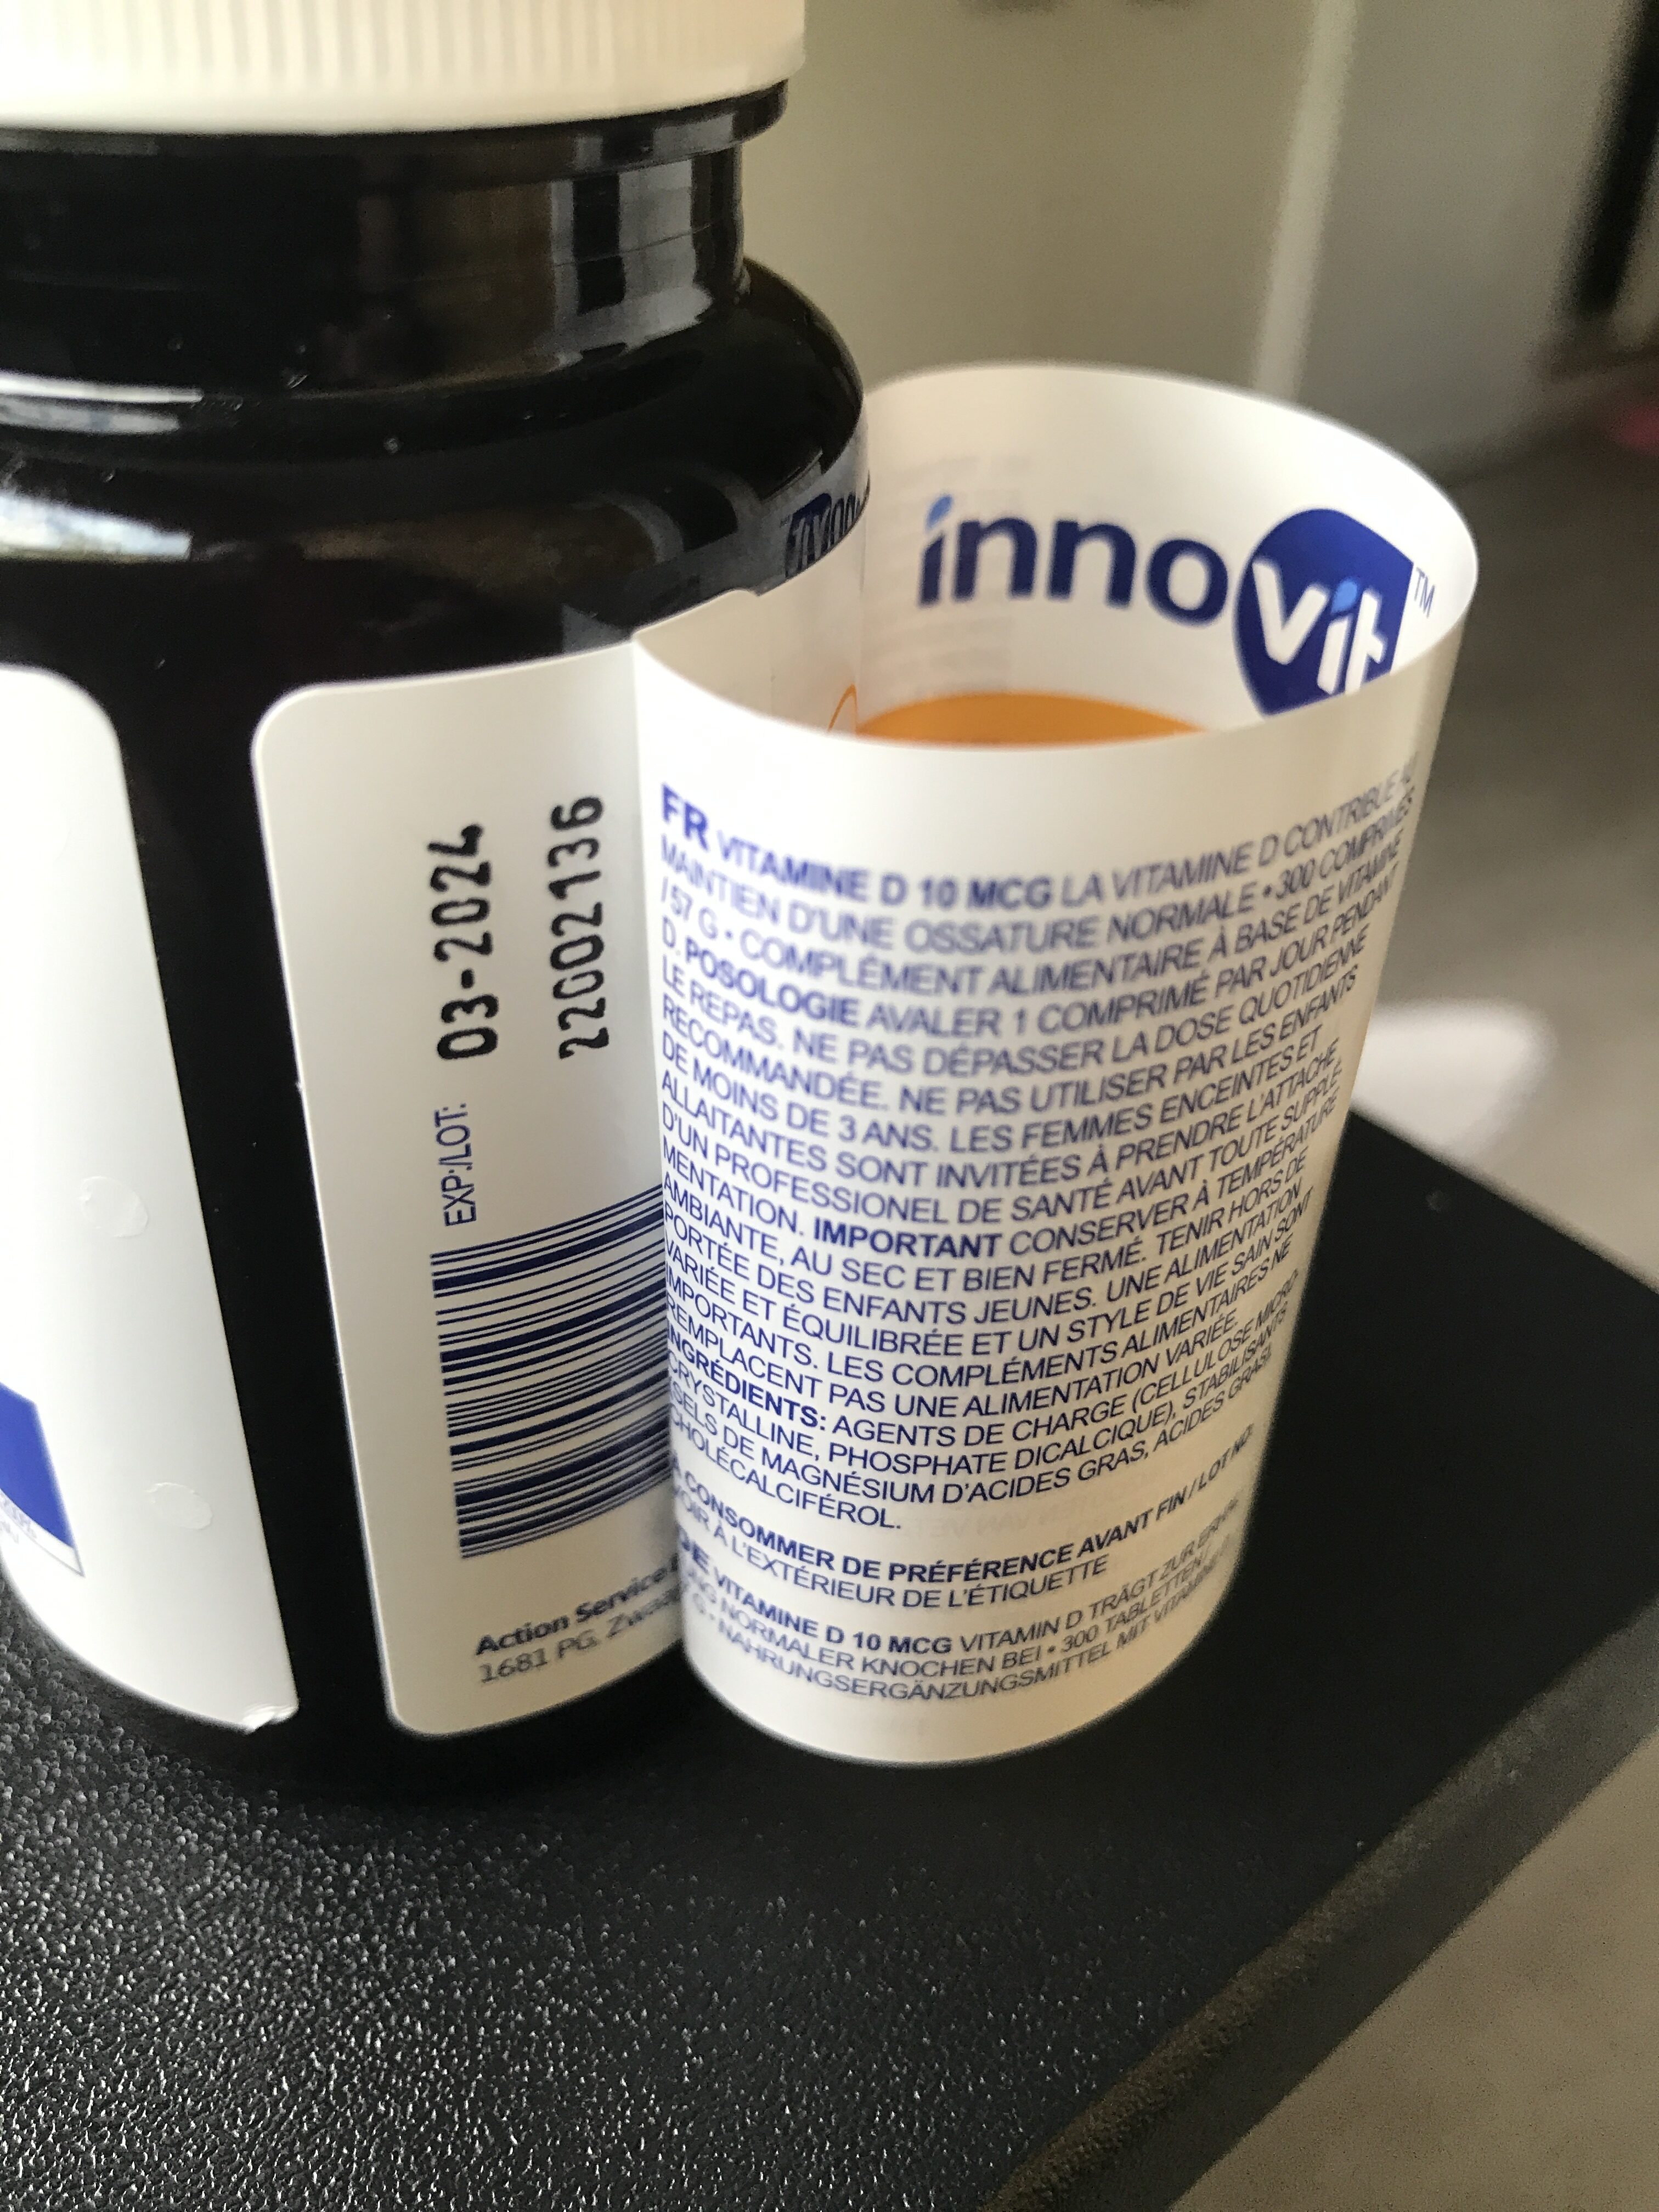 innovit™
03-2024
22002136
EXP:/LOT:
Action Service
1681 PG, Zwaa
FR VITAMINE D 10 MCG LA VITAMINE D CONTRIBUE AU
MAINTIEN D'UNE OSSATURE NORMALE • 300 COMPRIMÉS
/ 57 G • COMPLÉMENT ALIMENTAIRE À BASE DE VITAMINE
D. POSOLOGIE AVALER 1 COMPRIMÉ PAR JOUR PENDANT
LE REPAS. NE PAS DÉPASSER LA DOSE QUOTIDIENNE
RECOMMANDÉE. NE PAS UTILISER PAR LES ENFANTS
DE MOINS DE 3 ANS. LES FEMMES ENCEINTES ET
ALLAITANTES SONT INVITÉES À PRENDRE L'ATTACHE
D'UN PROFESSIONEL DE SANTÉ AVANT TOUTE SUPPLÉ-
MENTATION. IMPORTANT CONSERVER À TEMPÉRATURE
AMBIANTE, AU SEC ET BIEN FERMÉ. TENIR HORS DE
PORTÉE DES ENFANTS JEUNES. UNE ALIMENTATION
VARIÉE ET ÉQUILIBRÉE ET UN STYLE DE VIE SAIN SONT
IMPORTANTS. LES COMPLÉMENTS ALIMENTAIRES NE
REMPLACENT PAS UNE ALIMENTATION VARIÉE.
INGRÉDIENTS: AGENTS DE CHARGE (CELLULOSE MICRO-
CRYSTALLINE, PHOSPHATE DICALCIQUE), STABILISANTS
(SELS DE MAGNÉSIUM D'ACIDES GRAS, ACIDES GRAS),
CHOLÉCALCIFÉROL.
À CONSOMMER DE PRÉFÉRENCE AVANT FIN / LOT NO:
VOIR À L'EXTÉRIEUR DE L'ÉTIQUETTE
DE VITAMINE D 10 MCG VITAMIN D TRÄGT ZUR
UNG NORMALER KNOCHEN BEI • 300 TABLETTEN /
G • NAHRUNGSERGÄNZUNGSMITTEL MIT VITAMINE